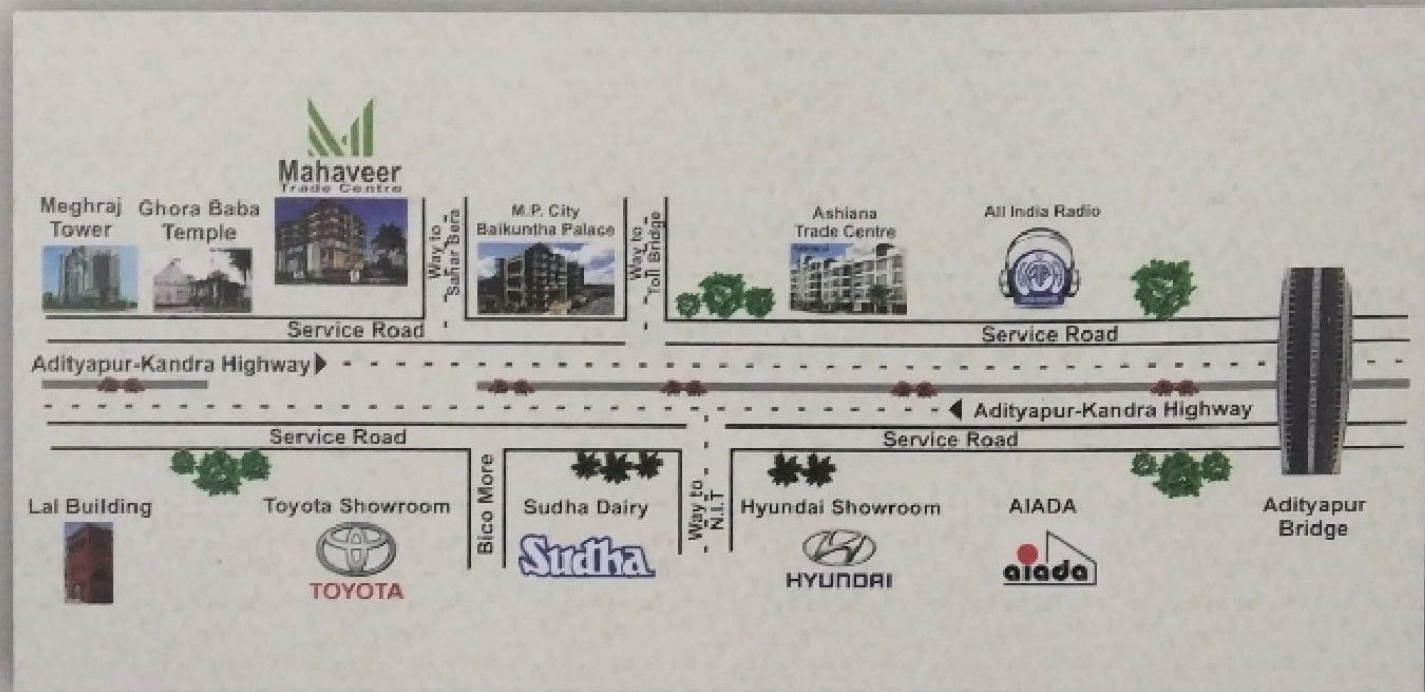 Mahaveer
Trade Centre
Meghraj
Tower
Ghora Baba
Temple
Way to
Sahar Bera
M.P. City
Baikuntha Palace
Way to
Toll Bridge
Ashiana
Trade Centre
All India Radio
Service Road
Service Road
Adityapur-Kandra Highway
Adityapur-Kandra Highway
Service Road
Service Road
Lal Building
Toyota Showroom
TOYOTA
Bico More
Sudha Dairy
Sudha
Way to
N.I.T
Hyundai Showroom
HYUNDAI
AIADA
aiada
Adityapur
Bridge